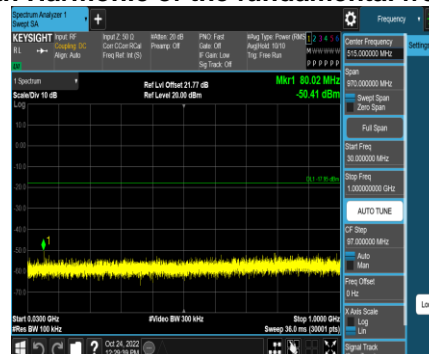 an Harmonic of the fundamental fre
Spectrum Analyzer 1
Swept SA
Frequency
KEYSIGHT
Input: RF
Coupling: DC
Align: Auto
Input Z: 50 Ω
Corr CCorr RCal
Freq Ref: Int (S)
#Atten: 20 dB
Preamp: Off
PNO: Fast
Gate: Off
IF Gain: Low
Sig Track: Off
#Avg Type: Power (RMS
Avg|Hold: 10/10
Trig: Free Run
1 2 3 4 5 6
M W W W W W
P P P P P P
Center Frequency
515.000000 MHz
Settings
1 Spectrum
Scale/Div 10 dB
Log
Ref Lvl Offset 21.77 dB
Ref Level 20.00 dBm
Mkr1 80.02 MHz
-50.41 dBm
Span
970.000000 MHz
Swept Span
Zero Span
Full Span
Start Freq
30.000000 MHz
Stop Freq
1.000000000 GHz
AUTO TUNE
CF Step
97.000000 MHz
Auto
Man
Freq Offset
0 Hz
X Axis Scale
Log
Lin
Signal Track
10.0
0.00
-10.0
-20.0
-30.0
-40.0
-50.0
-60.0
-70.0
1
Start 0.0300 GHz
#Res BW 100 kHz
#Video BW 300 kHz
Stop 1.0000 GHz
Sweep 36.0 ms (30001 pts)
Oct 24, 2022